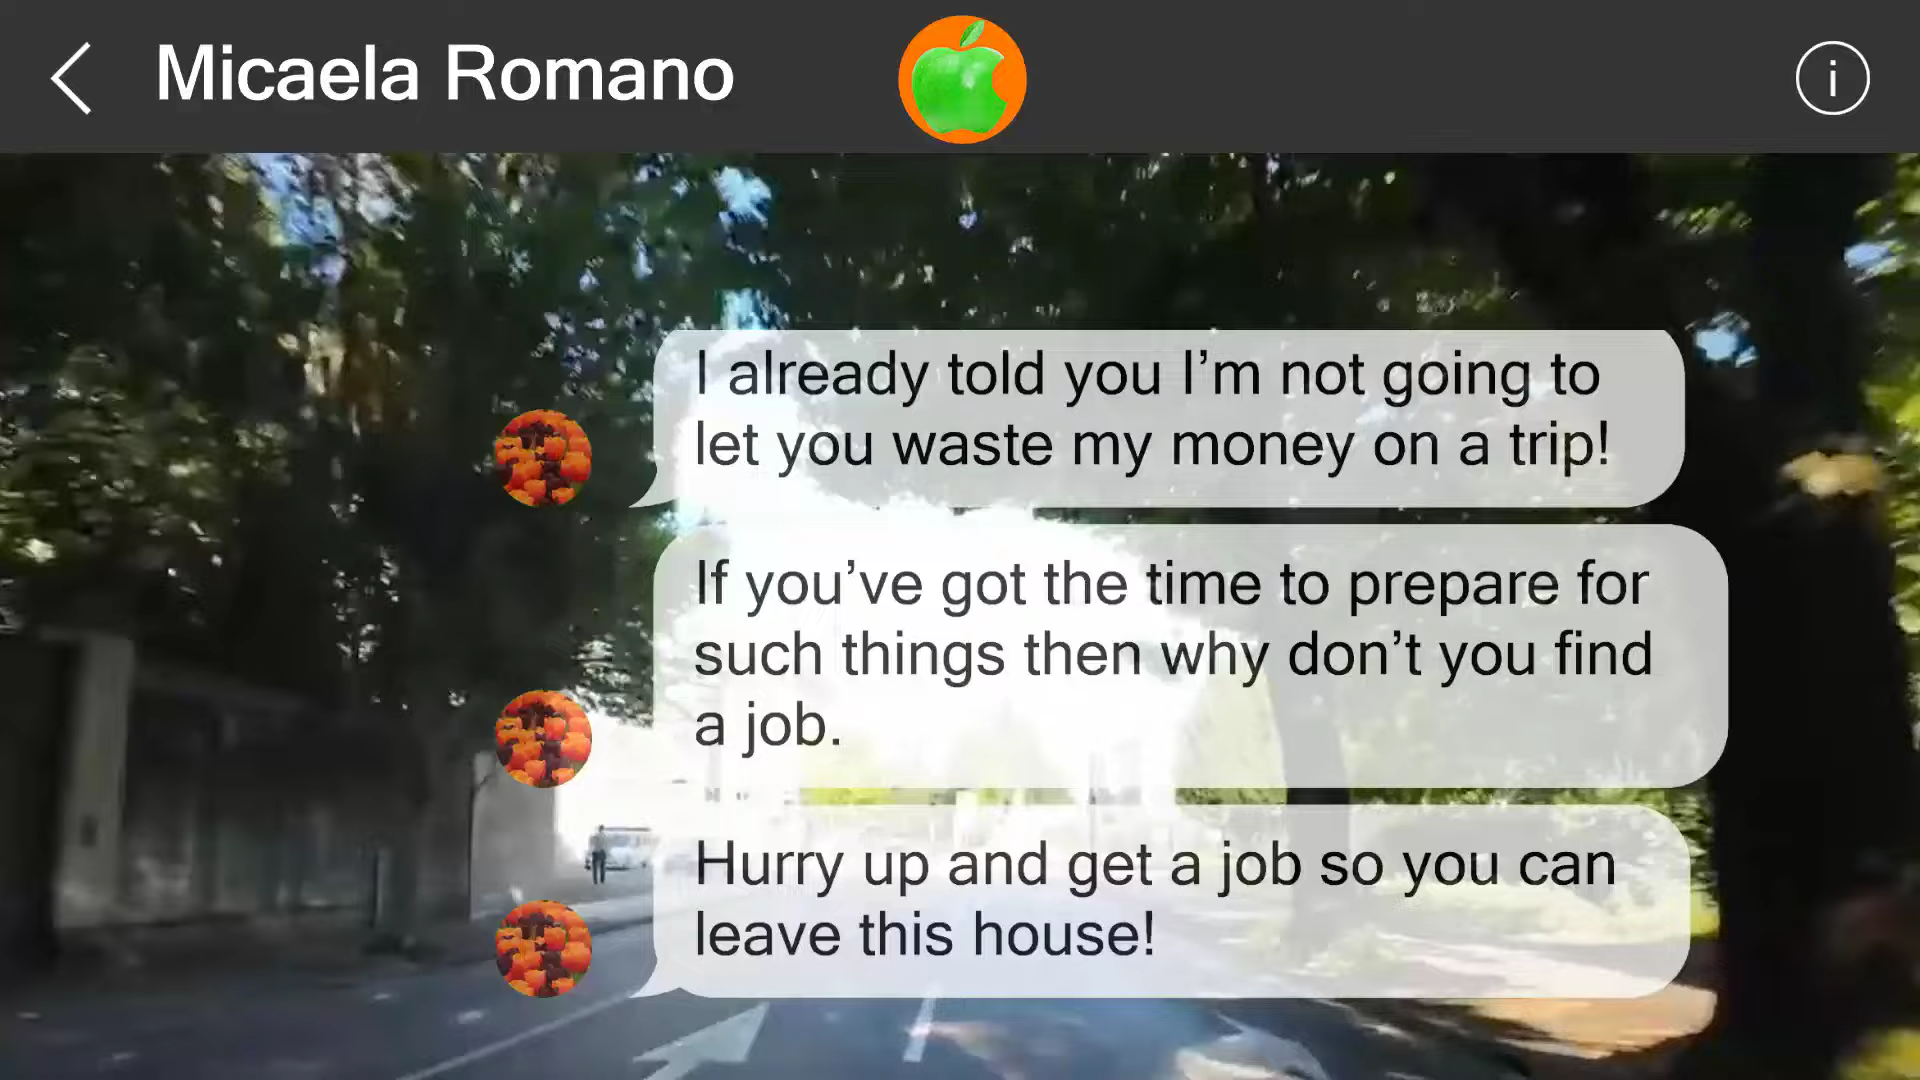 Micaela Romano
I already told you I’m not going to
let you waste my money on a trip!
If you’ve got the time to prepare for
such things then why don’t you find
a job.
Hurry up and get a job so you can
leave this house!